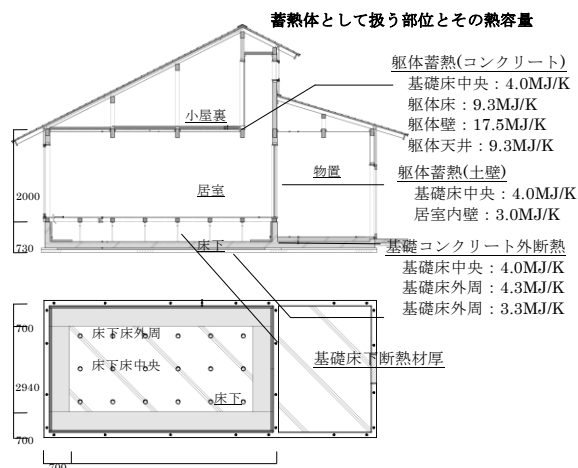 蓄熱体として扱う部位とその熱容量
躯体蓄熱(コンクリート)
基礎床中央：4.0MJ/K
躯体床：9.3MJ/K
躯体壁：17.5MJ/K
躯体天井：9.3MJ/K
小屋裏
物置
躯体蓄熱(土壁)
居室
基礎床中央：4.0MJ/K
居室内壁：3.0MJ/K
2000
730
床下
基礎コンクリート外断熱
基礎床中央：4.0MJ/K
基礎床外周：4.3MJ/K
基礎床外周：3.3MJ/K
700
床下床外周
床下床中央
基礎床下断熱材厚
2940
床下
700
700